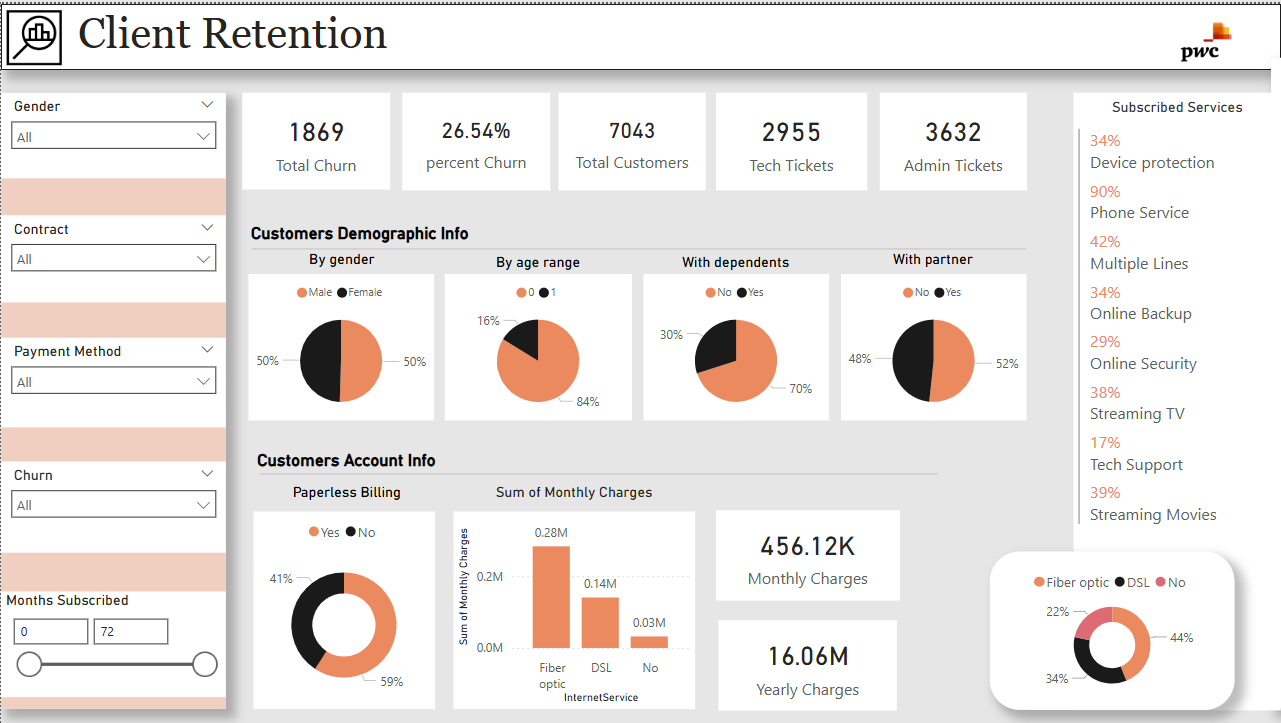 Client Retention
pwc
Gender
All
Contract
All
Payment Method
All
Churn
All
Months Subscribed
0
72
1869
Total Churn
26.54%
percent Churn
7043
Total Customers
2955
Tech Tickets
3632
Admin Tickets
Customers Demographic Info
By gender
Male Female
50%
50%
By age range
0 1
16%
84%
With dependents
No Yes
30%
70%
With partner
No Yes
48%
52%
Customers Account Info
Paperless Billing
Yes No
41%
59%
Sum of Monthly Charges
Sum of Monthly Charges
0.2M
0.0M
0.28M
0.14M
0.03M
Fiber
optic
DSL
No
InternetService
456.12K
Monthly Charges
16.06M
Yearly Charges
Subscribed Services
34%
Device protection
90%
Phone Service
42%
Multiple Lines
34%
Online Backup
29%
Online Security
38%
Streaming TV
17%
Tech Support
39%
Streaming Movies
Fiber optic DSL No
22%
44%
34%